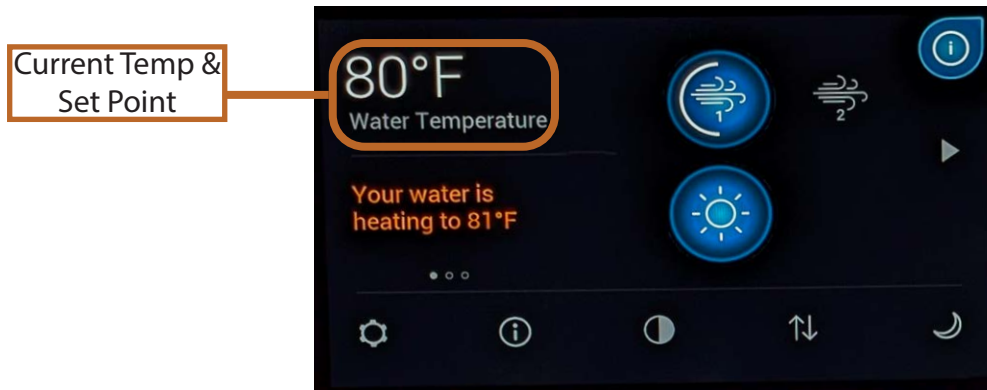 Current Temp &
Set Point
80°F
Water Temperature
1
2
Your water is
heating to 81°F